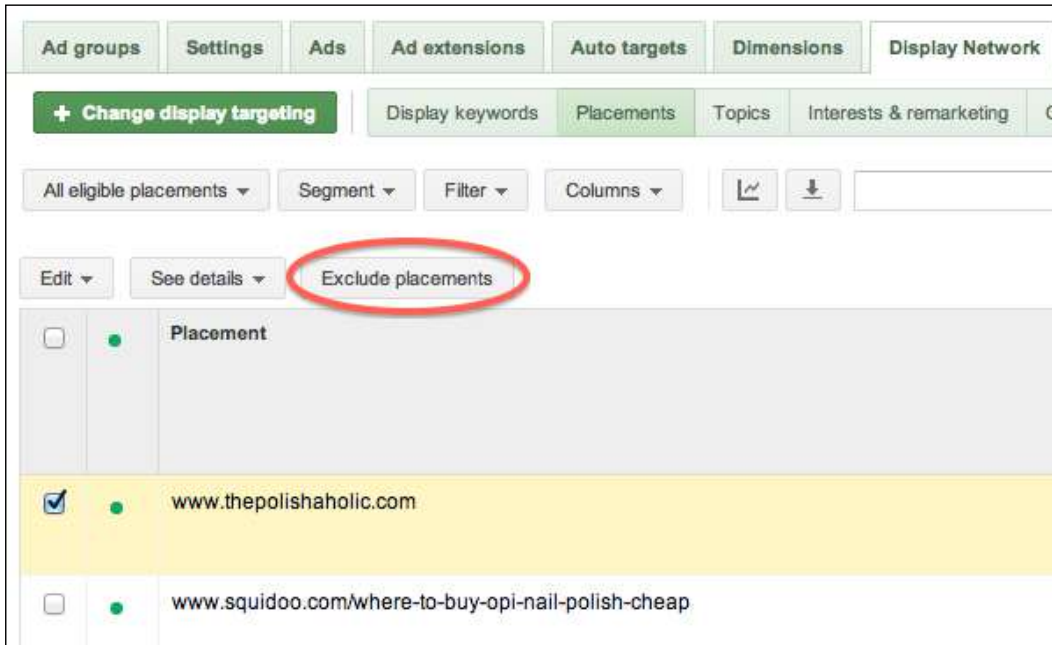 Ad groups Settings Ads Ad extensions Auto targets Dimensions Display Network
+ Change display targeting Display keywords Placements Topics Interests & remarketing
All eligible placements Segment Filter Columns
Edit See details Exclude placements
Placement
www.thepolishaholic.com
www.squidoo.com/where-to-buy-opi-nail-polish-cheap